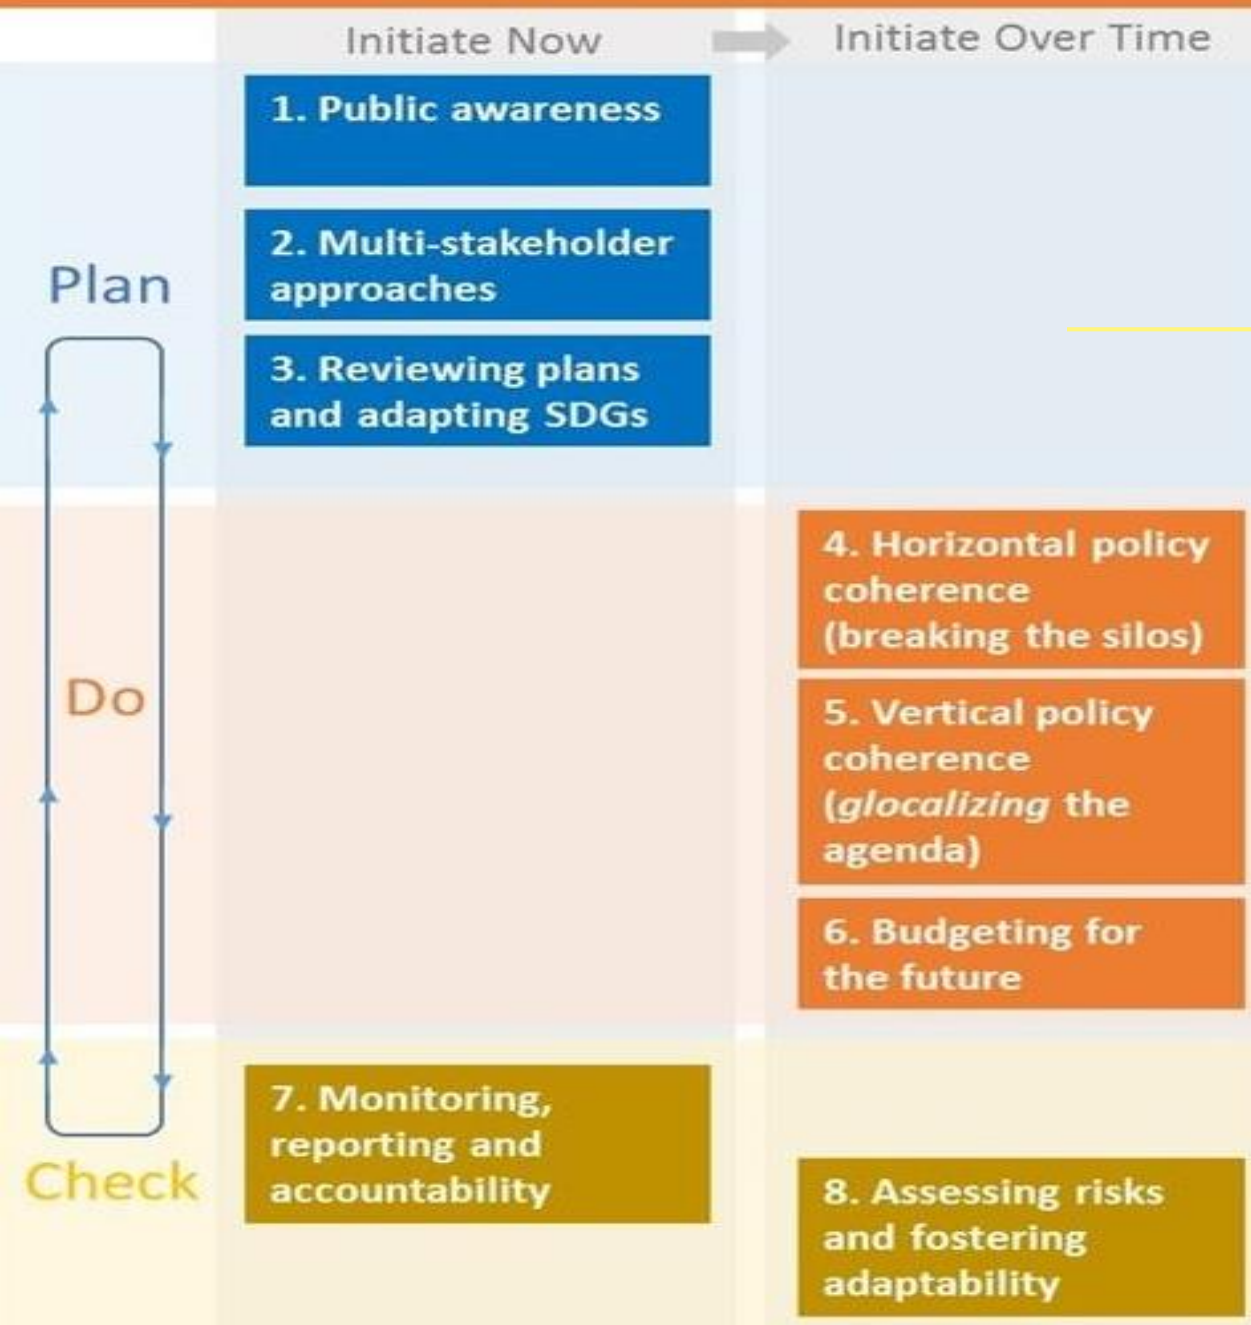 Initiate Now
Initiate Over Time
Plan
1. Public awareness
2. Multi-stakeholder
approaches
3. Reviewing plans
and adapting SDGs
Do
4. Horizontal policy
coherence
(breaking the silos)
5. Vertical policy
coherence
(glocalizing the
agenda)
6. Budgeting for
the future
Check
7. Monitoring,
reporting and
accountability
8. Assessing risks
and fostering
adaptability